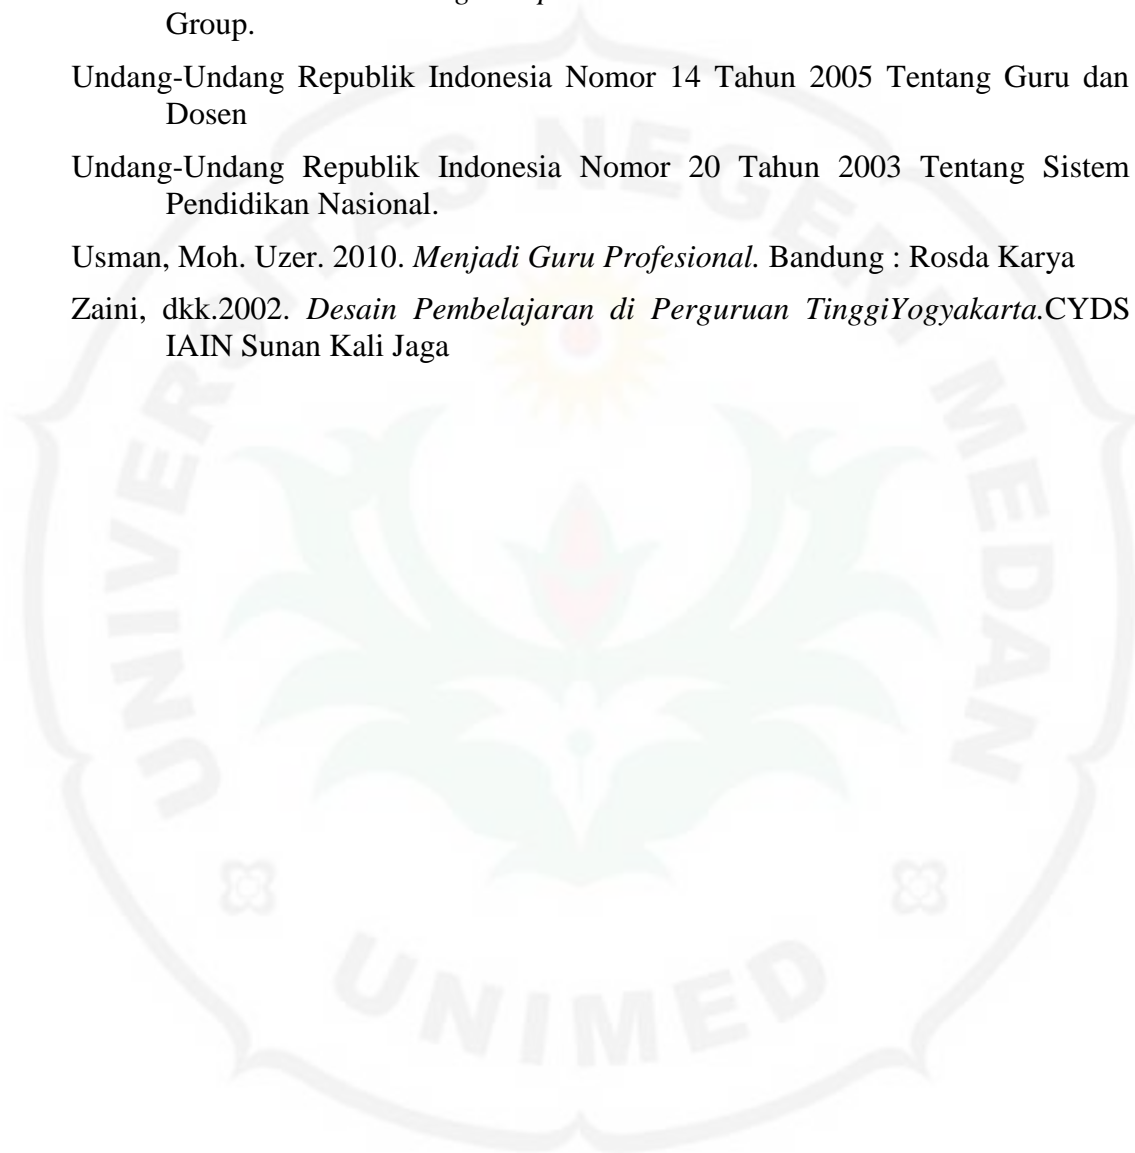 Group.
Undang-Undang Republik Indonesia Nomor 14 Tahun 2005 Tentang Guru dan
Dosen
Undang-Undang Republik Indonesia Nomor 20 Tahun 2003 Tentang Sistem
Pendidikan Nasional.
Usman, Moh. Uzer. 2010. Menjadi Guru Profesional. Bandung : Rosda Karya
Zaini, dkk.2002. Desain Pembelajaran di Perguruan TinggiYogyakarta.CYDS
IAIN Sunan Kali Jaga
UNIVERSITAS NEGERI MEDAN
UNIMED